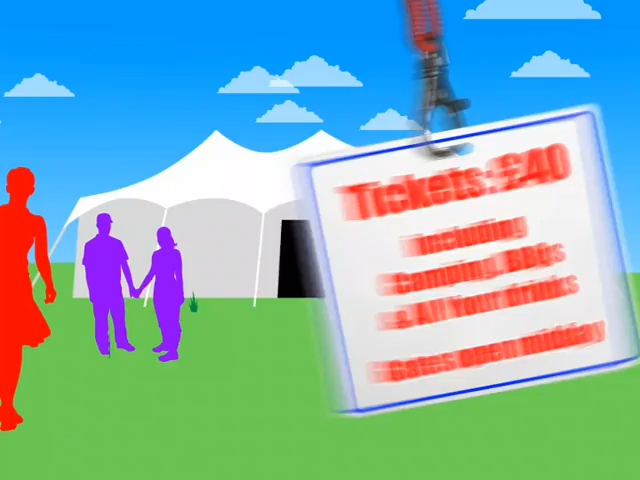 Tickets: £40
Including
Camping, BBQs
& All Your drinks
Gates open midday